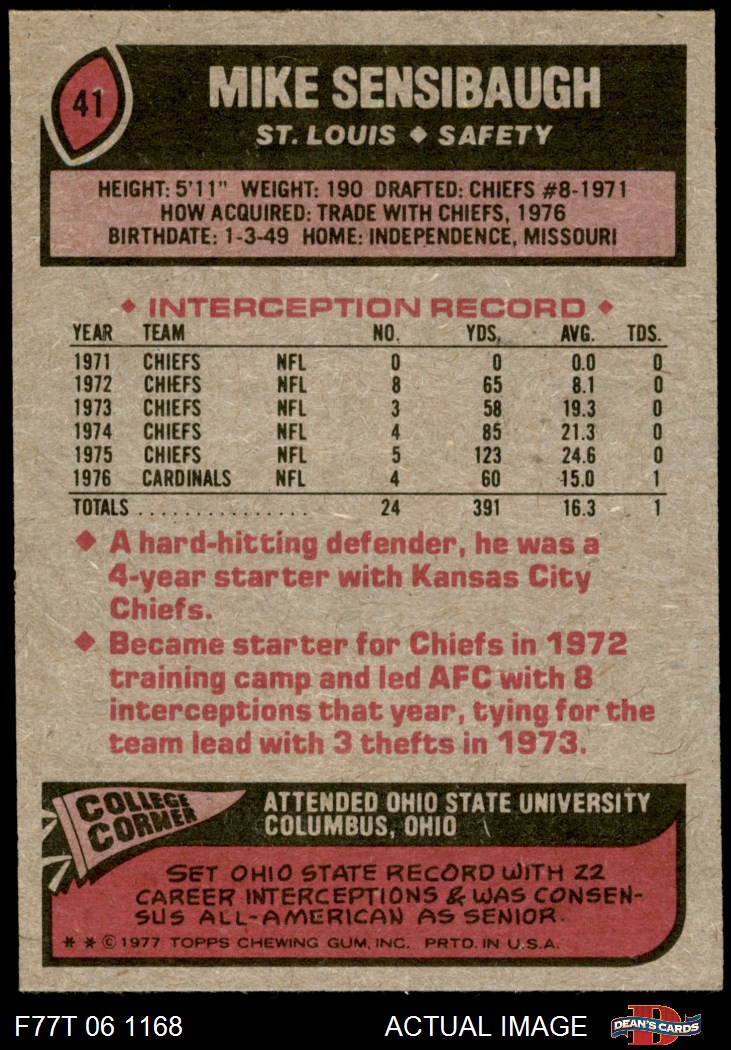 41
MIKE SENSIBAUGH
ST. LOUIS ◆ SAFETY
HEIGHT: 5'11" WEIGHT: 190 DRAFTED: CHIEFS #8-1971
HOW ACQUIRED: TRADE WITH CHIEFS, 1976
BIRTHDATE: 1-3-49 HOME: INDEPENDENCE, MISSOURI
◆ INTERCEPTION RECORD ◆
YEAR TEAM NO. YDS. AVG. TDS.
1971 CHIEFS NFL 0 0 0.0 0
1972 CHIEFS NFL 8 65 8.1 0
1973 CHIEFS NFL 3 58 19.3 0
1974 CHIEFS NFL 4 85 21.3 0
1975 CHIEFS NFL 5 123 24.6 0
1976 CARDINALS NFL 4 60 15.0 1
TOTALS ............... 24 391 16.3 1
◆ A hard-hitting defender, he was a
4-year starter with Kansas City
Chiefs.
◆ Became starter for Chiefs in 1972
training camp and led AFC with 8
interceptions that year, tying for the
team lead with 3 thefts in 1973.
COLLEGE
CORNER
ATTENDED OHIO STATE UNIVERSITY
COLUMBUS, OHIO
SET OHIO STATE RECORD WITH 22
CAREER INTERCEPTIONS & WAS CONSEN-
SUS ALL-AMERICAN AS SENIOR.
* * © 1977 TOPPS CHEWING GUM, INC. PRTD. IN U.S.A.
F77T 06 1168 ACTUAL IMAGE D DEAN'S CARDS